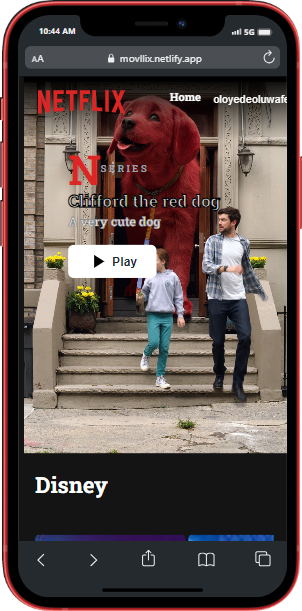 10:44 AM
5G
AA
movllix.netlify.app
NETFLIX
Home
oloyedeoluwafe
N SERIES
Clifford the red dog
A very cute dog
Play
Disney